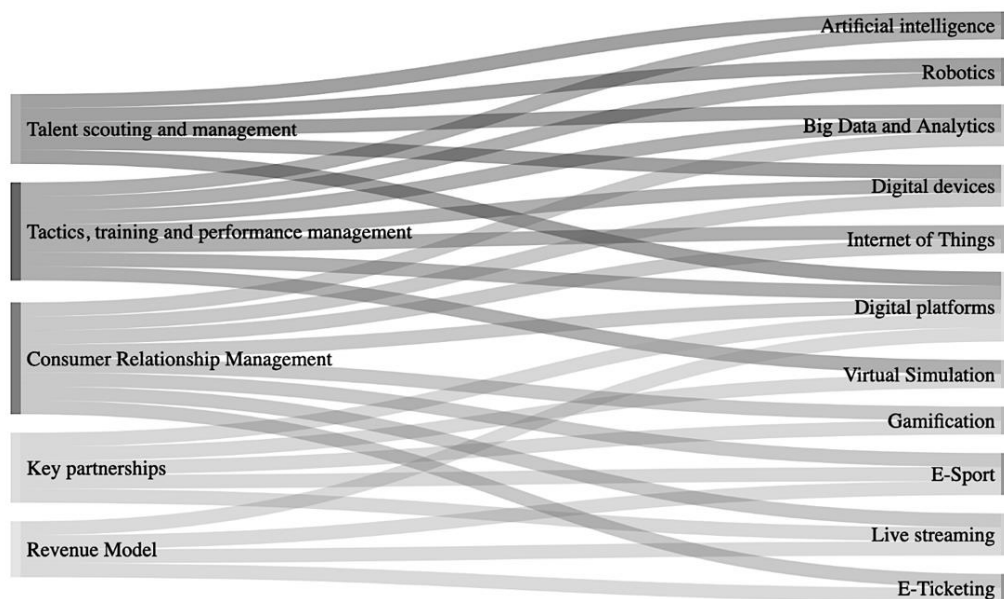 Talent scouting and management
Tactics, training and performance management
Consumer Relationship Management
Key partnerships
Revenue Model
Artificial intelligence
Robotics
Big Data and Analytics
Digital devices
Internet of Things
Digital platforms
Virtual Simulation
Gamification
E-Sport
Live streaming
E-Ticketing